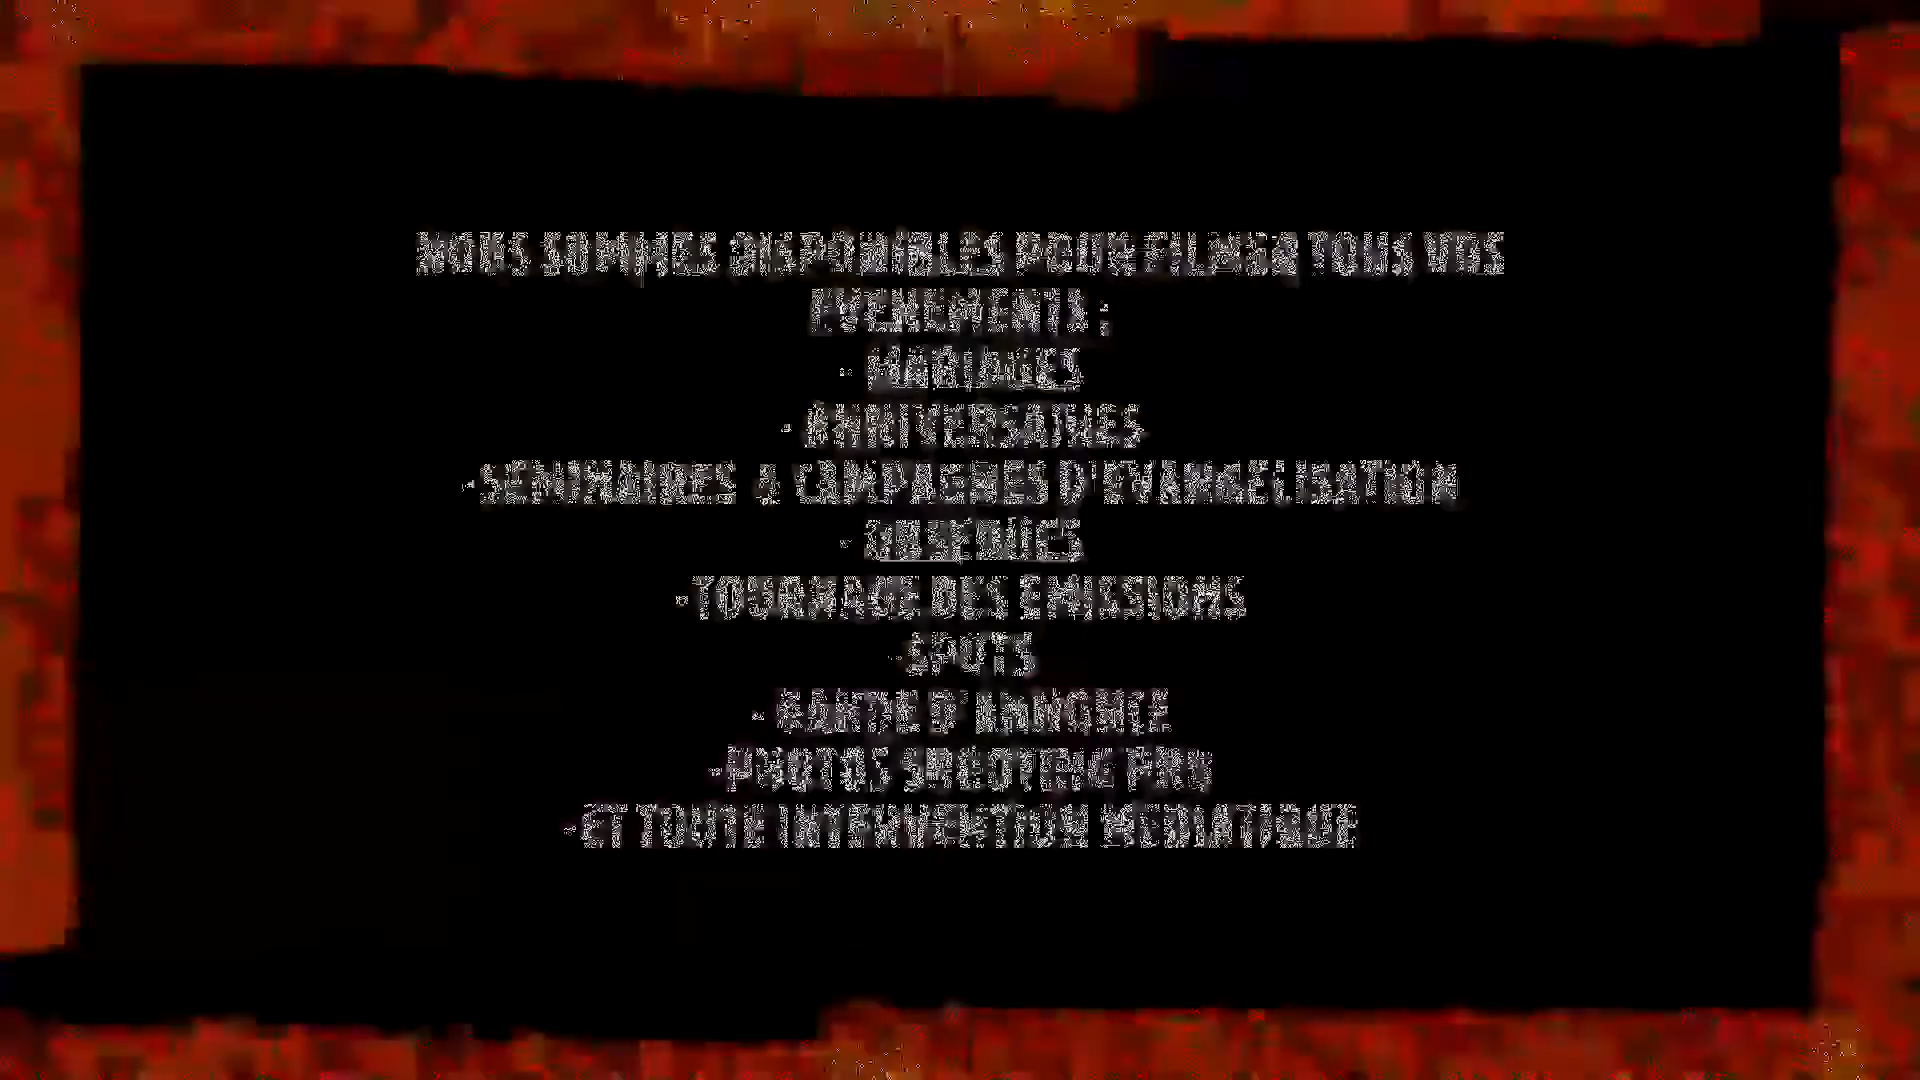 NOUS SOMMES DISPONIBLES POUR FILMER TOUS VOS
EVENEMENTS :
- MARIAGES
- ANNIVERSAIRES
-SEMINAIRES & CAMPAGNES D'EVANGELISATION
- OBSEQUES
-TOURNAGE DES EMISSIONS
-SPOTS
- BANDE D'ANNONCE
-PHOTOS SHOOTING PRO
-ET TOUTE INTERVENTION MEDIATIQUE